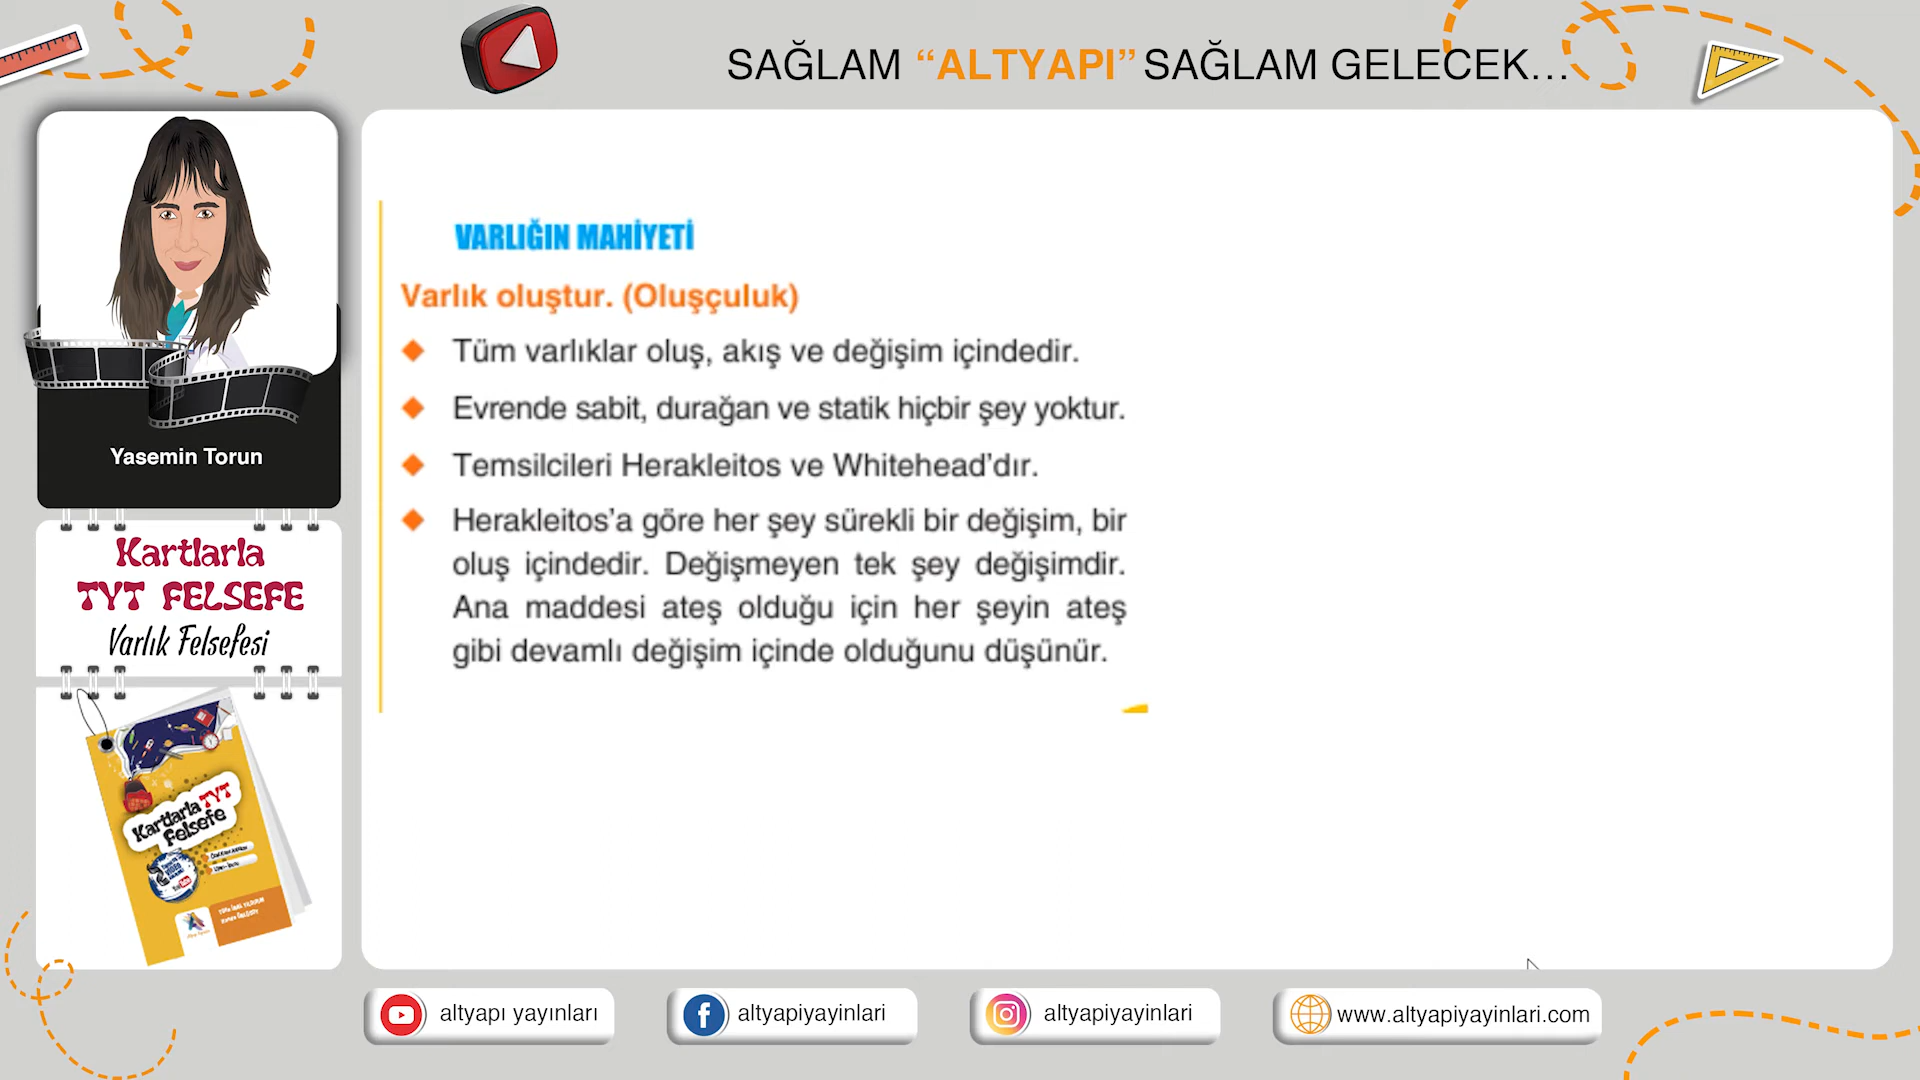 SAĞLAM “ALTYAPI” SAĞLAM GELECEK...
Yasemin Torun
Kartlarla
TYT FELSEFE
Varlık Felsefesi
Kartlarla TYT
Felsefe
VARLIĞIN MAHİYETİ
Varlık oluştur. (Oluşçuluk)
Tüm varlıklar oluş, akış ve değişim içindedir.
Evrende sabit, durağan ve statik hiçbir şey yoktur.
Temsilcileri Herakleitos ve Whitehead’dır.
Herakleitos’a göre her şey sürekli bir değişim, bir
oluş içindedir. Değişmeyen tek şey değişimdir.
Ana maddesi ateş olduğu için her şeyin ateş
gibi devamlı değişim içinde olduğunu düşünür.
altyapı yayınları
altyapiyayinlari
altyapiyayinlari
www.altyapiyayinlari.com